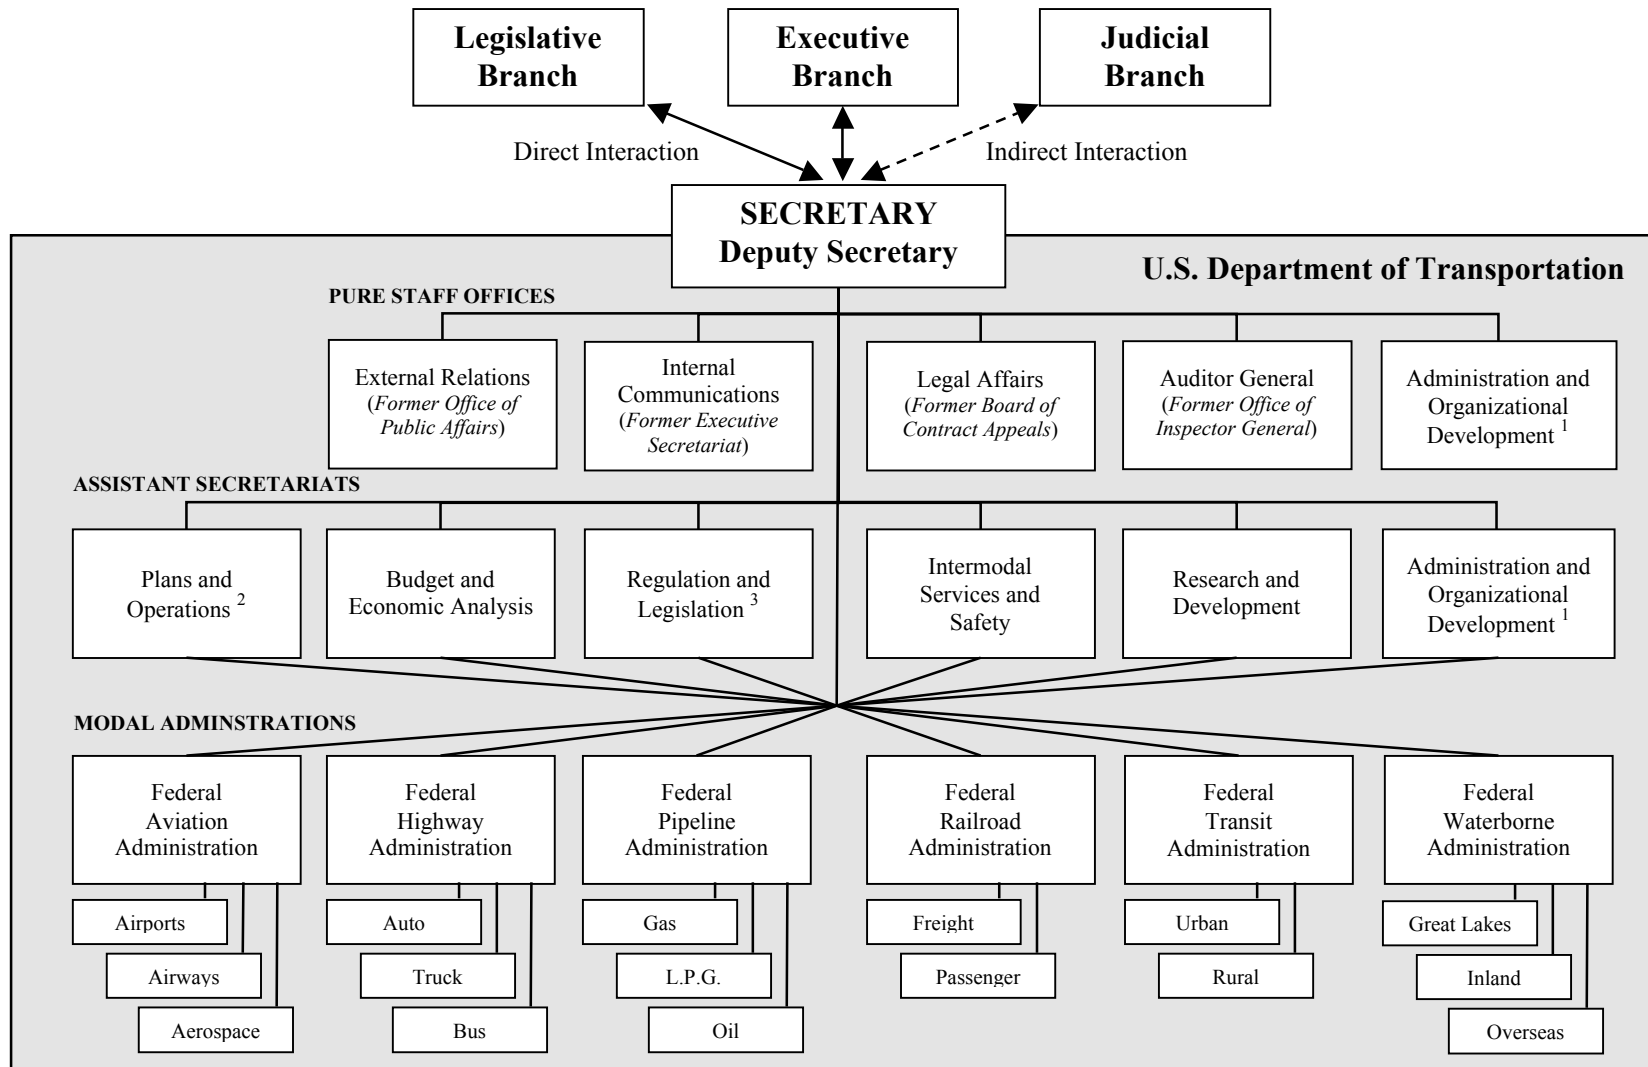 Legislative
Branch
Executive
Branch
Judicial
Branch
Direct Interaction
Indirect Interaction
SECRETARY
Deputy Secretary
U.S. Department of Transportation
PURE STAFF OFFICES
External Relations
(Former Office of
Public Affairs)
Internal
Communications
(Former Executive
Secretariat)
Legal Affairs
(Former Board of
Contract Appeals)
Auditor General
(Former Office of
Inspector General)
Administration and
Organizational
Development 1
ASSISTANT SECRETARIATS
Plans and
Operations 2
Budget and
Economic Analysis
Regulation and
Legislation 3
Intermodal
Services and
Safety
Research and
Development
Administration and
Organizational
Development 1
MODAL ADMINSTRATIONS
Federal
Aviation
Administration
Federal
Highway
Administration
Federal
Pipeline
Administration
Federal
Railroad
Administration
Federal
Transit
Administration
Federal
Waterborne
Administration
Airports
Auto
Gas
Freight
Urban
Great Lakes
Airways
Truck
L.P.G.
Passenger
Rural
Inland
Aerospace
Bus
Oil
Overseas